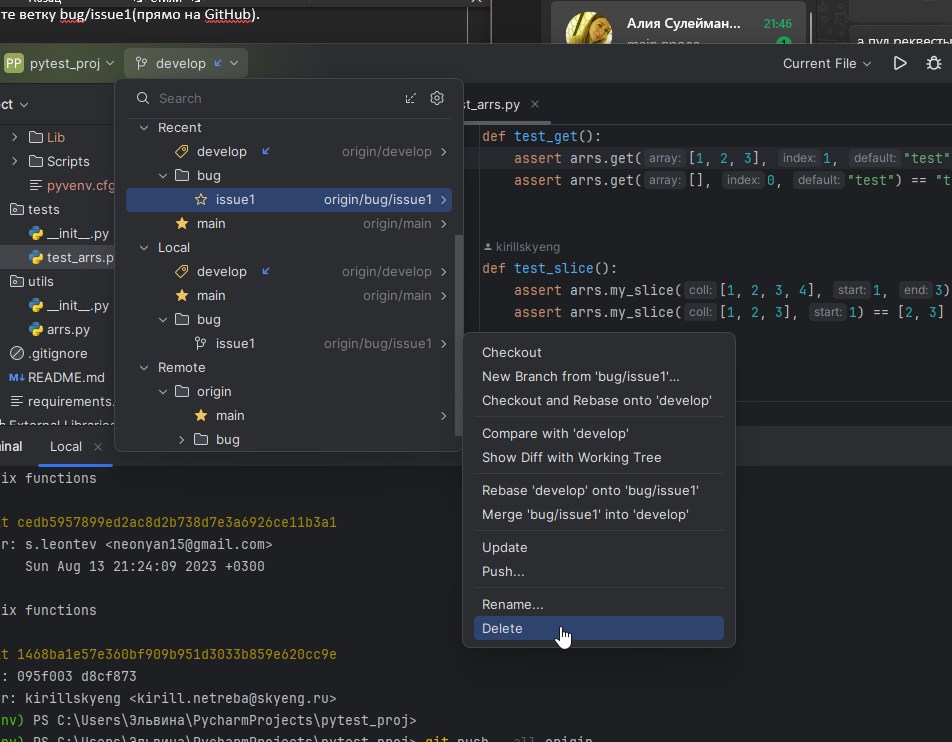 те ветку bug/issue1(прямо на GitHub).
Алия Сулейман...
21:46
а пул реквесты
PP pytest_proj
develop
Current File
ct
Search
st_arrs.py
Recent
develop origin/develop
bug
issue1 origin/bug/issue1
main origin/main
Local
develop origin/develop
main origin/main
bug
issue1 origin/bug/issue1
Remote
origin
main
bug
Lib
Scripts
pyvenv.cfg
tests
__init__.py
test_arrs.p
utils
__init__.py
arrs.py
.gitignore
M↓ README.md
requirements.
External Libraries
def test_get():
assert arrs.get( array: [1, 2, 3], index: 1, default: "test"
assert arrs.get( array: [], index: 0, default: "test") == "t
kirillskyeng
def test_slice():
assert arrs.my_slice( coll: [1, 2, 3, 4], start: 1, end: 3)
assert arrs.my_slice( coll: [1, 2, 3], start: 1) == [2, 3]
Checkout
New Branch from 'bug/issue1'...
Checkout and Rebase onto 'develop'
Compare with 'develop'
Show Diff with Working Tree
Rebase 'develop' onto 'bug/issue1'
Merge 'bug/issue1' into 'develop'
Update
Push...
Rename...
Delete
inal Local
ix functions
t cedb5957899ed2ac8d2b738d7e3a6926ce11b3a1
r: s.leontev <neonyan15@gmail.com>
Sun Aug 13 21:24:09 2023 +0300
ix functions
t 1468ba1e57e360bf909b951d3033b859e620cc9e
: 095f003 d8cf873
r: kirillskyeng <kirill.netreba@skyeng.ru>
nv) PS C:\Users\Эльвина\PycharmProjects\pytest_proj>
nv) PS C:\Users\Эльвина\PycharmProjects\pytest_proj> git push --all origin